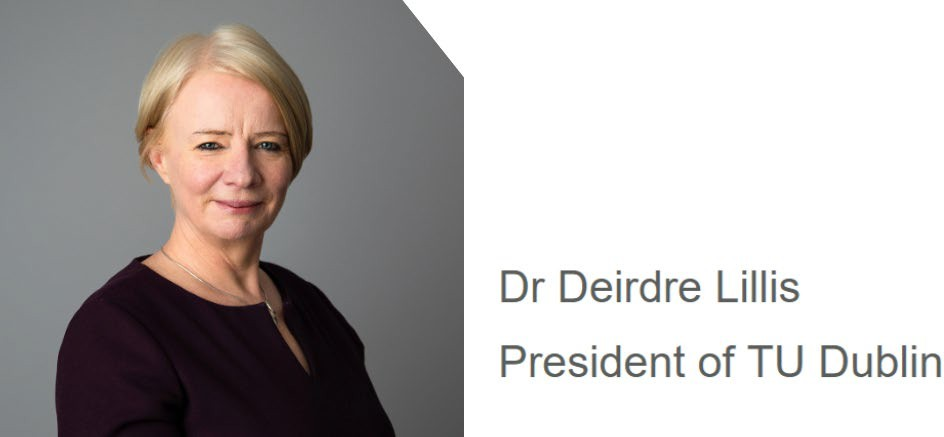 Dr Deirdre Lillis
President of TU Dublin